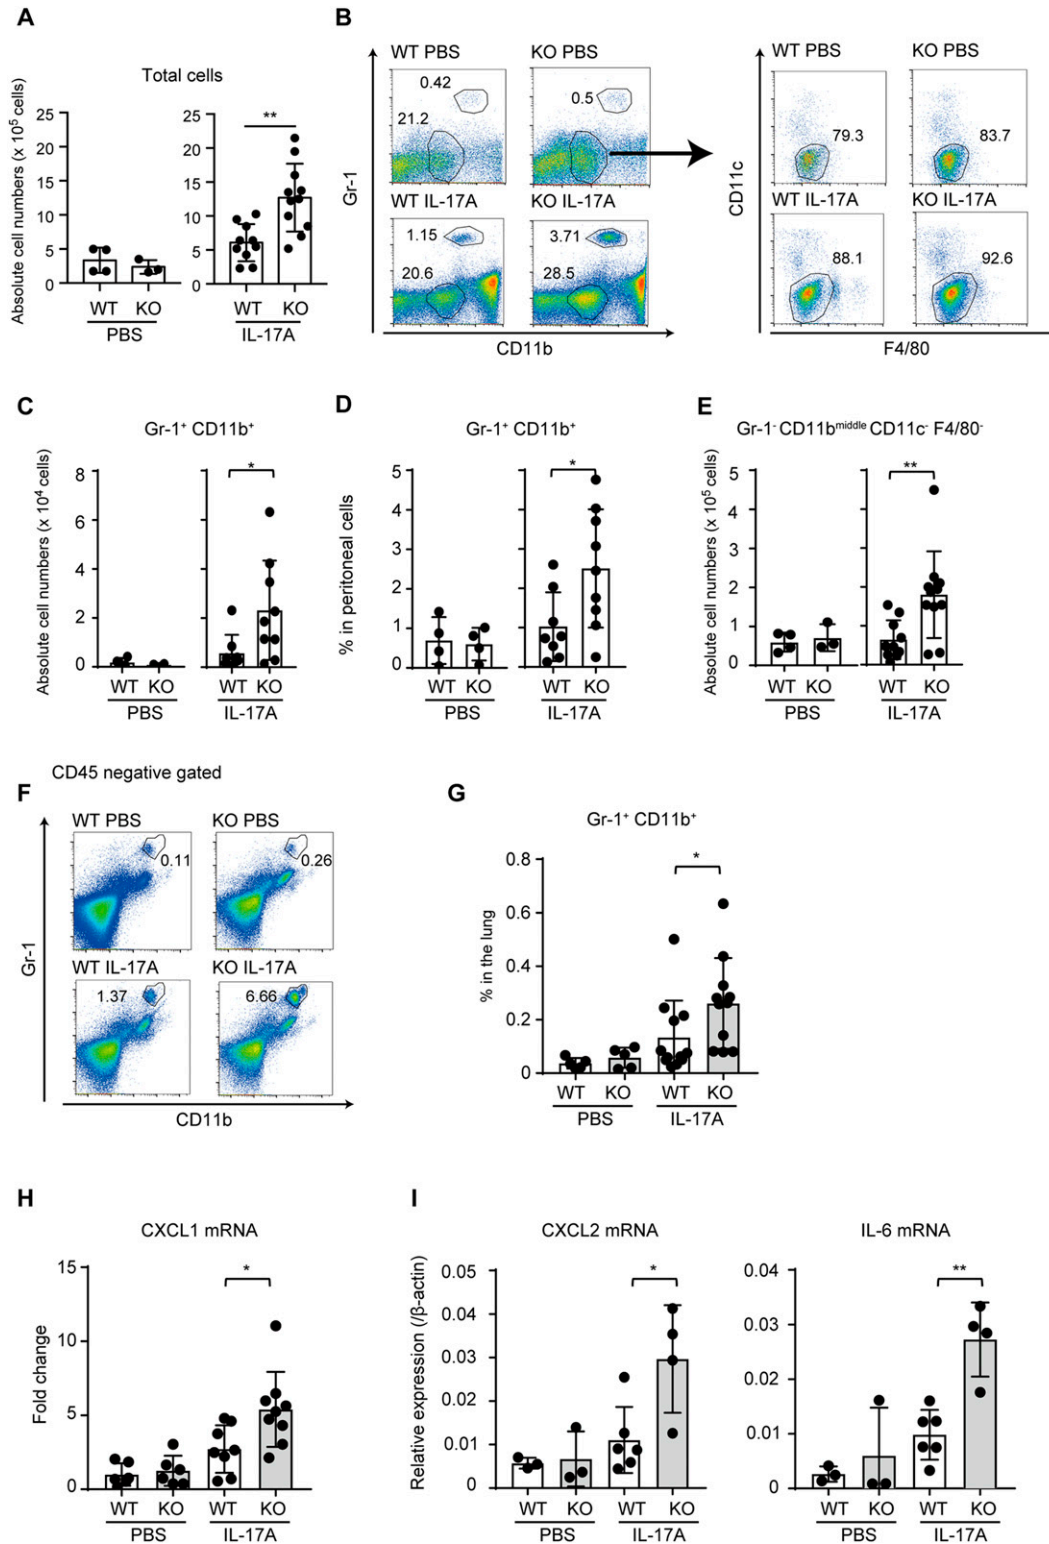 A
Total cells
Absolute cell numbers (x 10⁵ cells)
25
20
15
10
5
0
WT KO
PBS
25
20
15
10
5
0
**
WT KO
IL-17A
B
Gr-1
WT PBS
0.42
21.2
KO PBS
0.5
WT IL-17A
1.15
20.6
KO IL-17A
3.71
28.5
CD11b
CD11c
WT PBS
79.3
KO PBS
83.7
WT IL-17A
88.1
KO IL-17A
92.6
F4/80
C
Gr-1⁺ CD11b⁺
Absolute cell numbers (x 10⁴ cells)
8
6
4
2
0
*
WT KO WT KO
PBS IL-17A
D
Gr-1⁺ CD11b⁺
% in peritoneal cells
5
4
3
2
1
0
*
WT KO WT KO
PBS IL-17A
E
Gr-1⁻ CD11bᵐⁱᵈᵈˡᵉ CD11c⁻ F4/80⁻
Absolute cell numbers (x 10⁵ cells)
5
4
3
2
1
0
**
WT KO WT KO
PBS IL-17A
CD45 negative gated
F
Gr-1
WT PBS
0.11
KO PBS
0.26
WT IL-17A
1.37
KO IL-17A
6.66
CD11b
G
Gr-1⁺ CD11b⁺
% in the lung
0.8
0.6
0.4
0.2
0
*
WT KO WT KO
PBS IL-17A
H
CXCL1 mRNA
Fold change
15
10
5
0
*
WT KO WT KO
PBS IL-17A
I
CXCL2 mRNA
Relative expression (/β-actin)
0.05
0.04
0.03
0.02
0.01
0
*
WT KO WT KO
PBS IL-17A
IL-6 mRNA
0.04
0.03
0.02
0.01
0
**
WT KO WT KO
PBS IL-17A